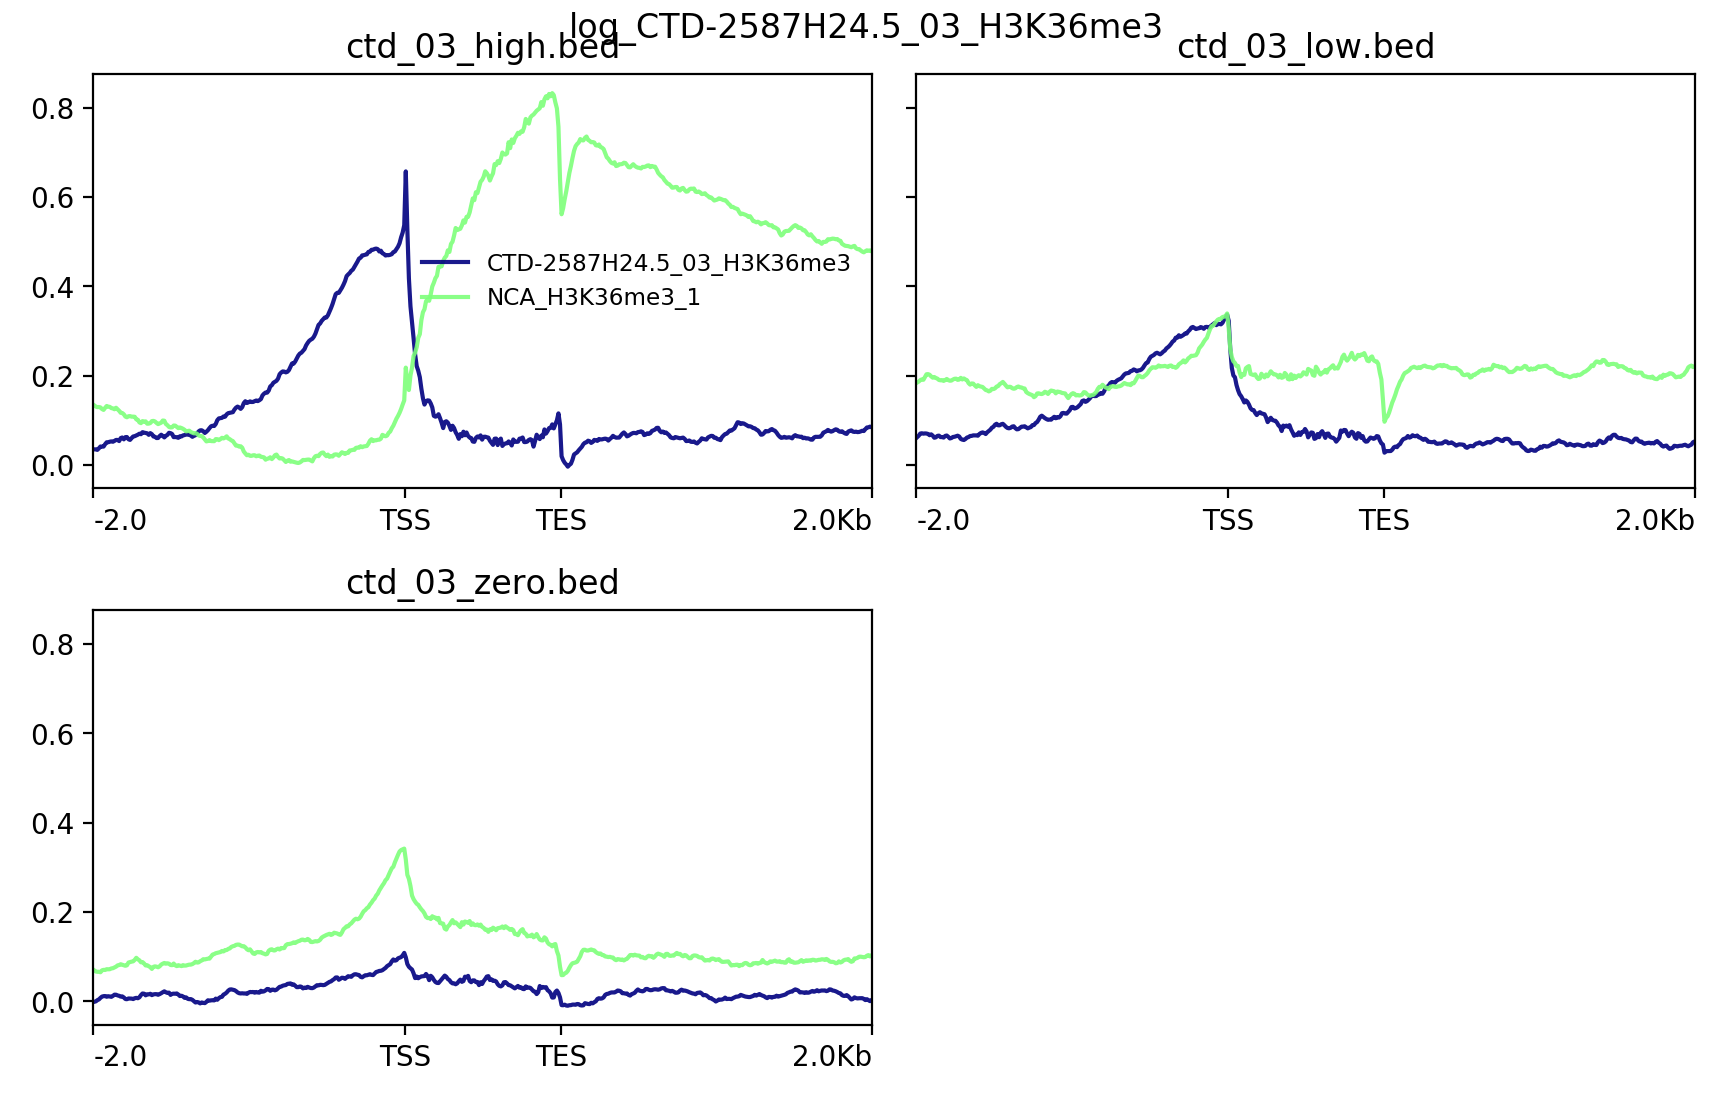 log_CTD-2587H24.5_03_H3K36me3
ctd_03_high.bed
ctd_03_low.bed
0.8
0.6
0.4
0.2
0.0
CTD-2587H24.5_03_H3K36me3
NCA_H3K36me3_1
-2.0 TSS TES 2.0Kb
-2.0 TSS TES 2.0Kb
ctd_03_zero.bed
0.8
0.6
0.4
0.2
0.0
-2.0 TSS TES 2.0Kb